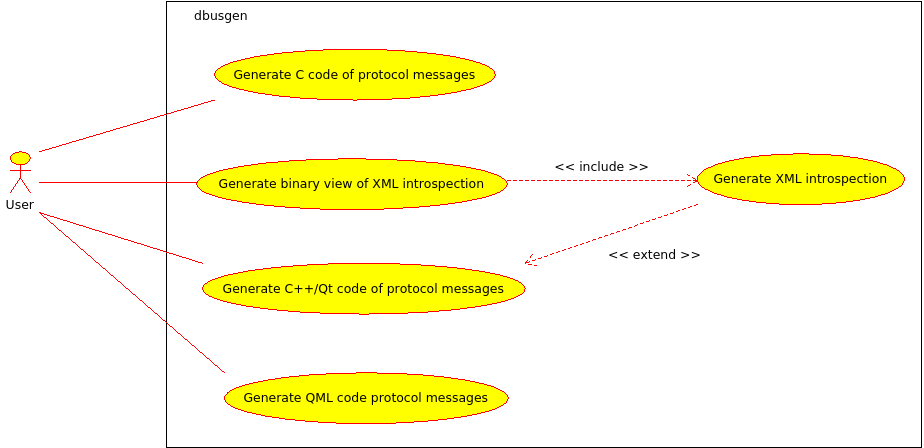 dbusgen
Generate C code of protocol messages
<< include >>
Generate binary view of XML introspection
Generate XML introspection
User
<< extend >>
Generate C++/Qt code of protocol messages
Generate QML code protocol messages